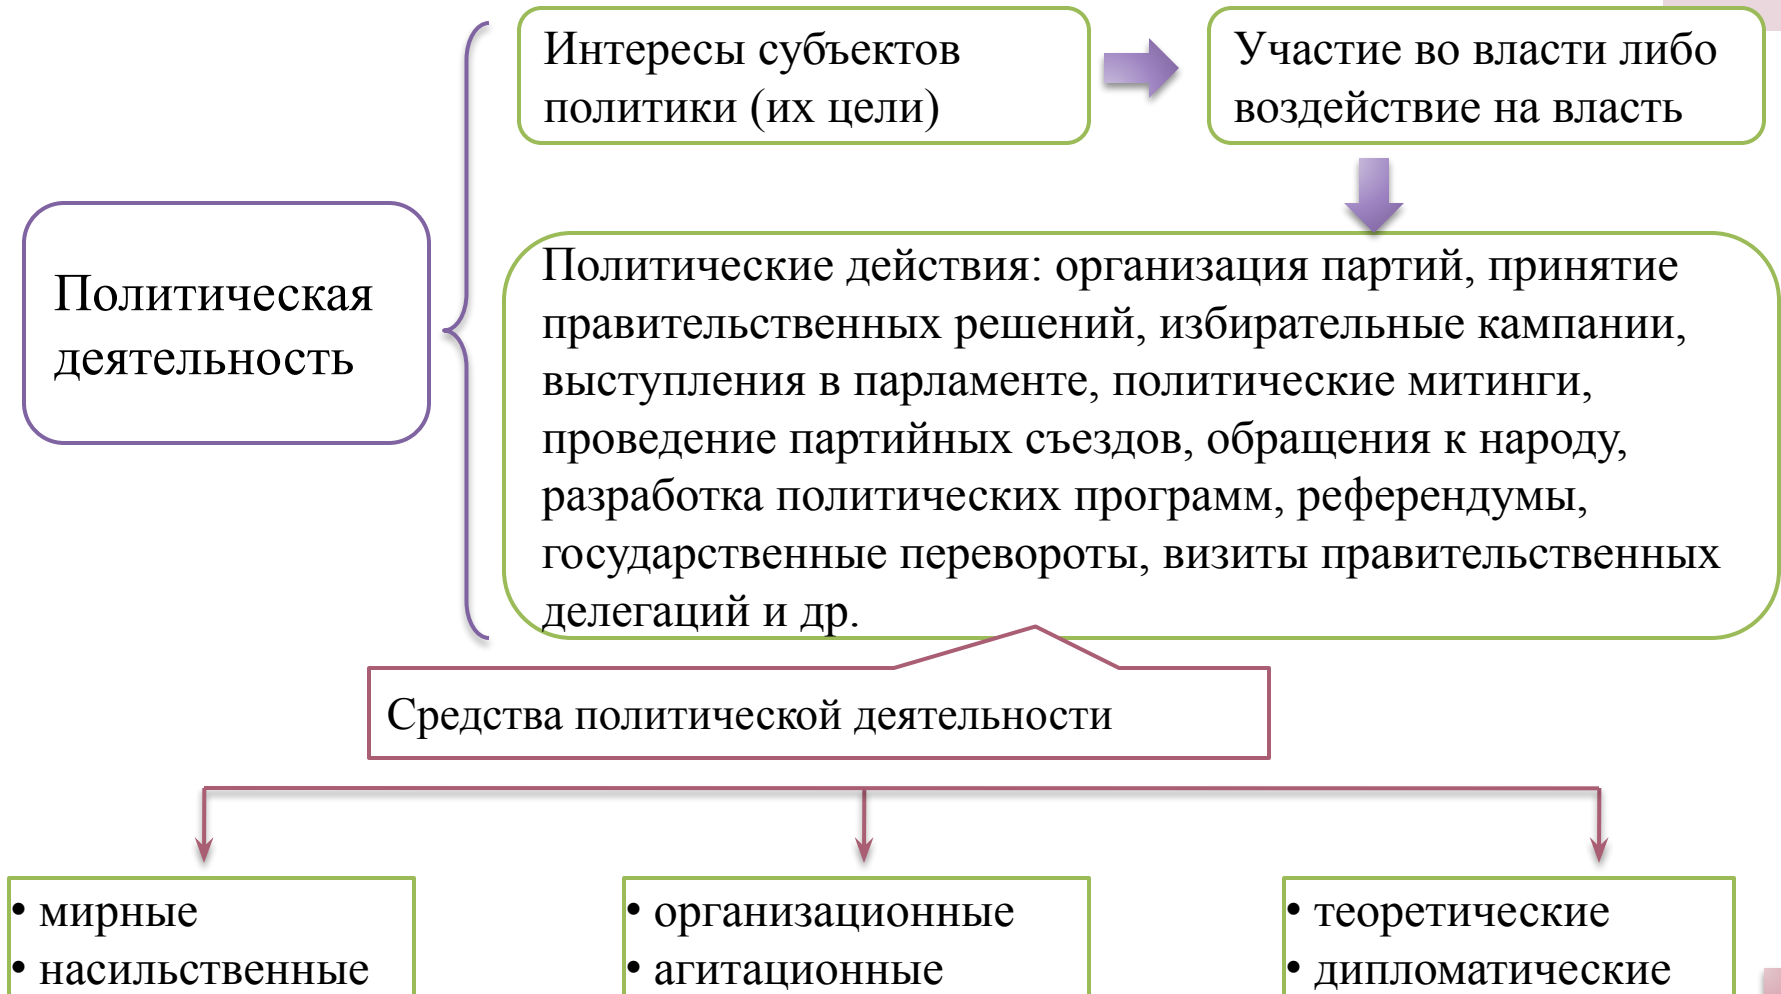 Интересы субъектов
политики (их цели)
Участие во власти либо
воздействие на власть
Политическая
деятельность
Политические действия: организация партий, принятие
правительственных решений, избирательные кампании,
выступления в парламенте, политические митинги,
проведение партийных съездов, обращения к народу,
разработка политических программ, референдумы,
государственные перевороты, визиты правительственных
делегаций и др.
Средства политической деятельности
• мирные
• насильственные
• организационные
• агитационные
• теоретические
• дипломатические